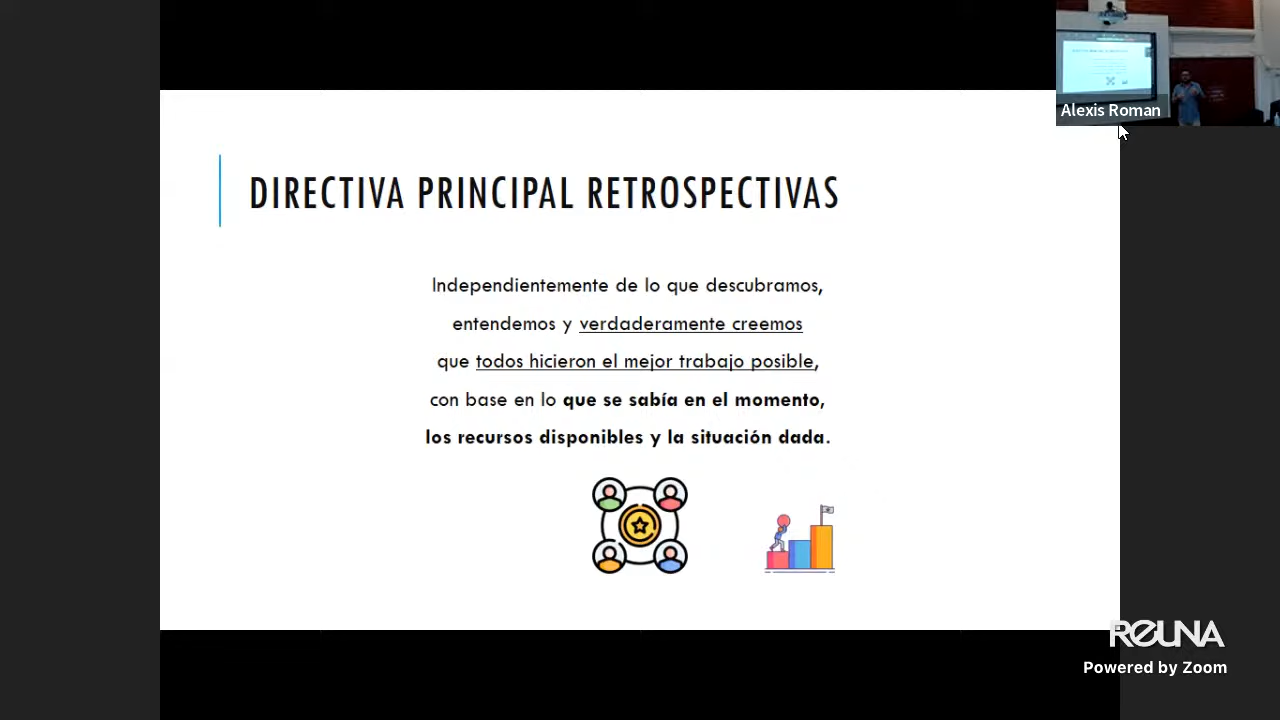 Alexis Roman
DIRECTIVA PRINCIPAL RETROSPECTIVAS
Independientemente de lo que descubramos,
entendemos y verdaderamente creemos
que todos hicieron el mejor trabajo posible,
con base en lo que se sabía en el momento,
los recursos disponibles y la situación dada.
REUNA
Powered by Zoom